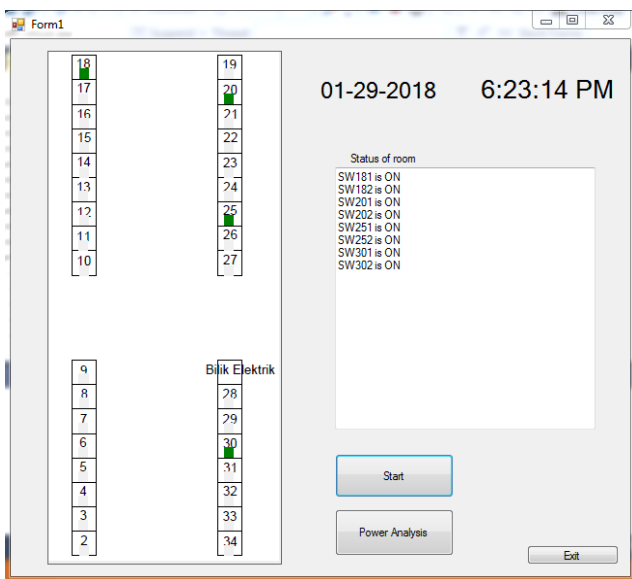 Form1
18 19
17 20
16 21
15 22
14 23
13 24
12 25
11 26
10 27
9 Bilik Elektrik
8 28
7 29
6 30
5 31
4 32
3 33
2 34
01-29-2018 6:23:14 PM
Status of room
SW181 is ON
SW182 is ON
SW201 is ON
SW202 is ON
SW251 is ON
SW252 is ON
SW301 is ON
SW302 is ON
Start
Power Analysis
Exit